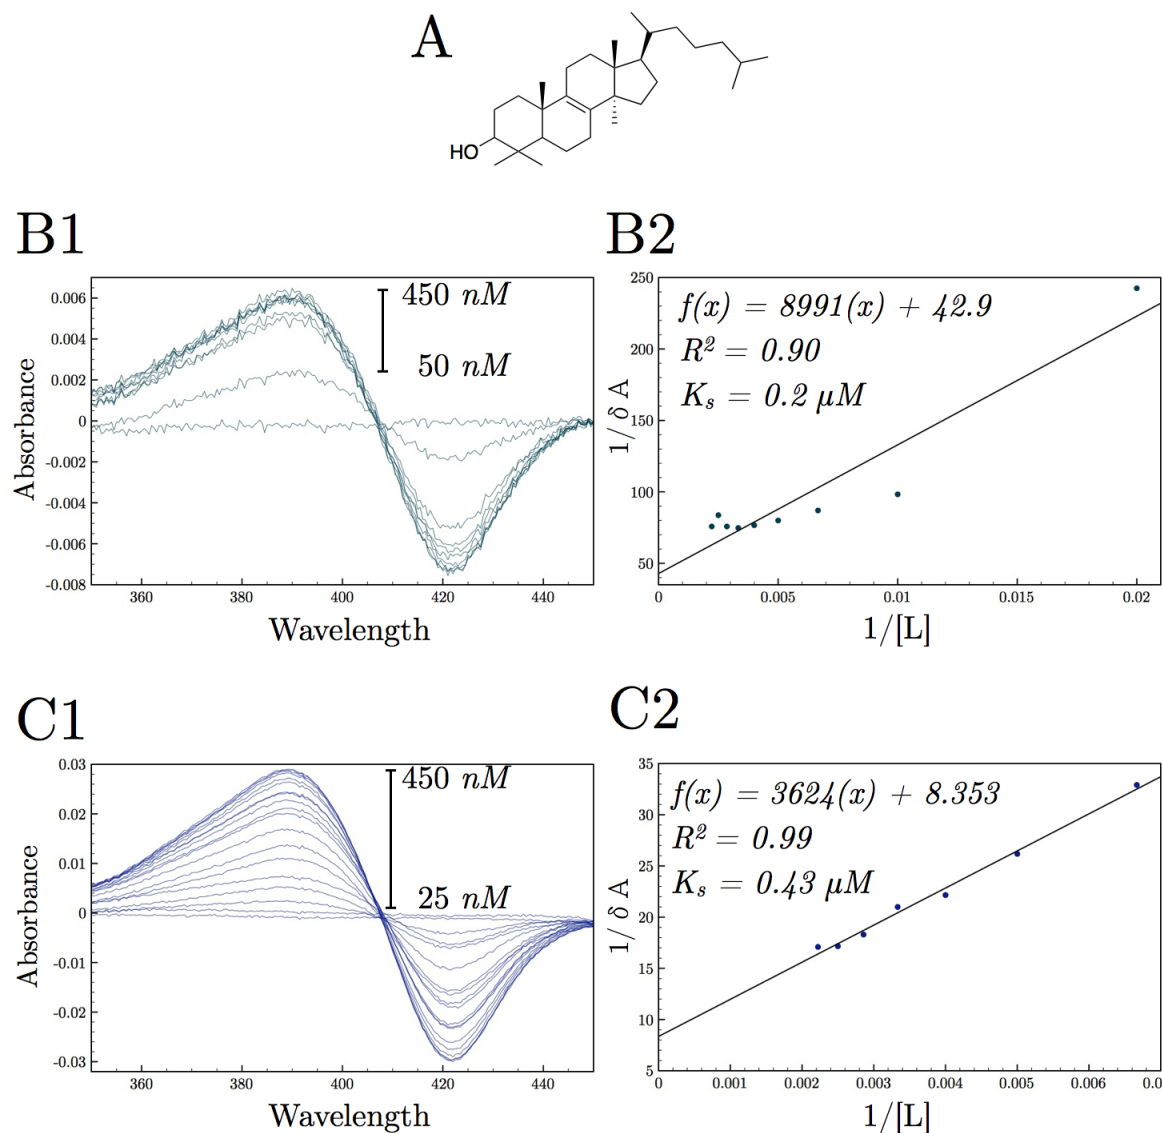 A
HO
B1
0.006
0.004
0.002
0
-0.002
-0.004
-0.006
-0.008
360
380
400
420
440
450 nM
50 nM
Absorbance
Wavelength
B2
250
200
150
100
50
0
0.005
0.01
0.015
0.02
f(x) = 8991(x) + 42.9
R² = 0.90
Kₛ = 0.2 μM
1/ δ A
1/[L]
C1
0.03
0.02
0.01
0
-0.01
-0.02
-0.03
360
380
400
420
440
450 nM
25 nM
Absorbance
Wavelength
C2
35
30
25
20
15
10
5
0
0.001
0.002
0.003
0.004
0.005
0.006
0.0
f(x) = 3624(x) + 8.353
R² = 0.99
Kₛ = 0.43 μM
1/ δ A
1/[L]